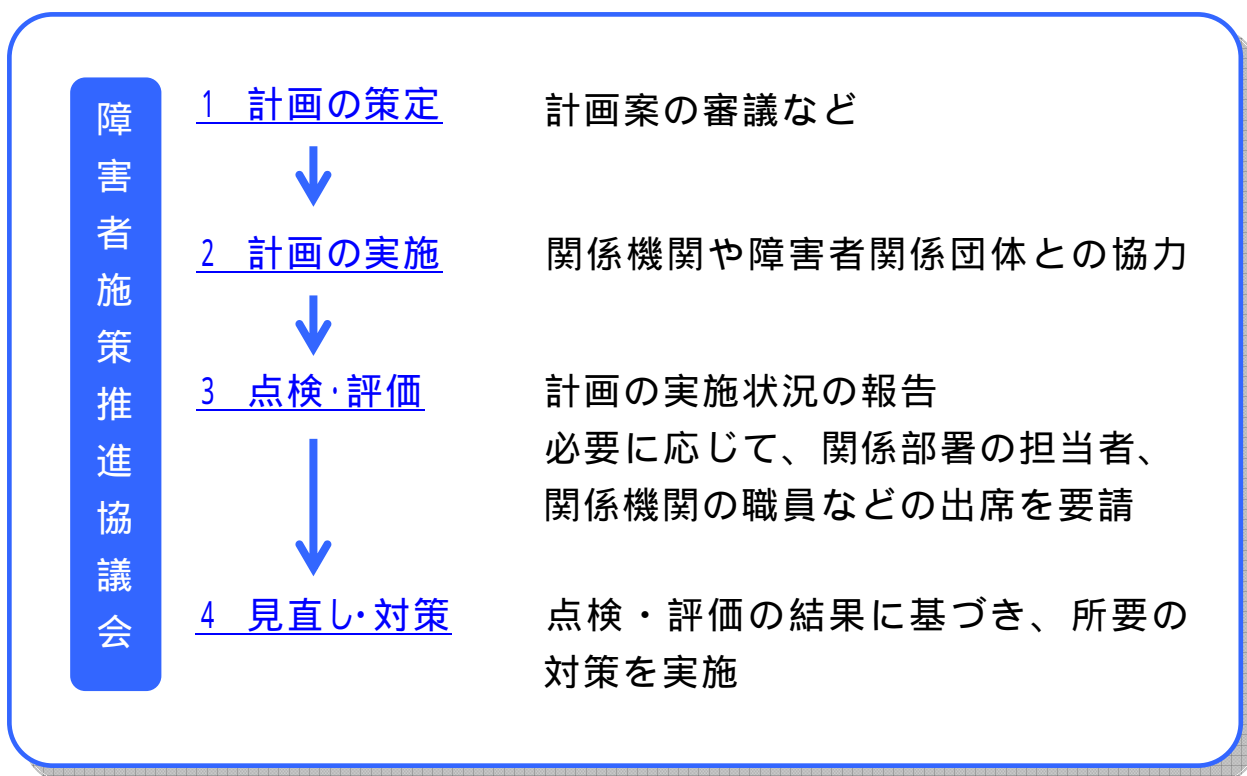 障害者施策推進協議会
1 計画の策定
計画案の審議など
2 計画の実施
関係機関や障害者関係団体との協力
3 点検・評価
計画の実施状況の報告
必要に応じて、関係部署の担当者、
関係機関の職員などの出席を要請
4 見直し・対策
点検・評価の結果に基づき、所要の
対策を実施